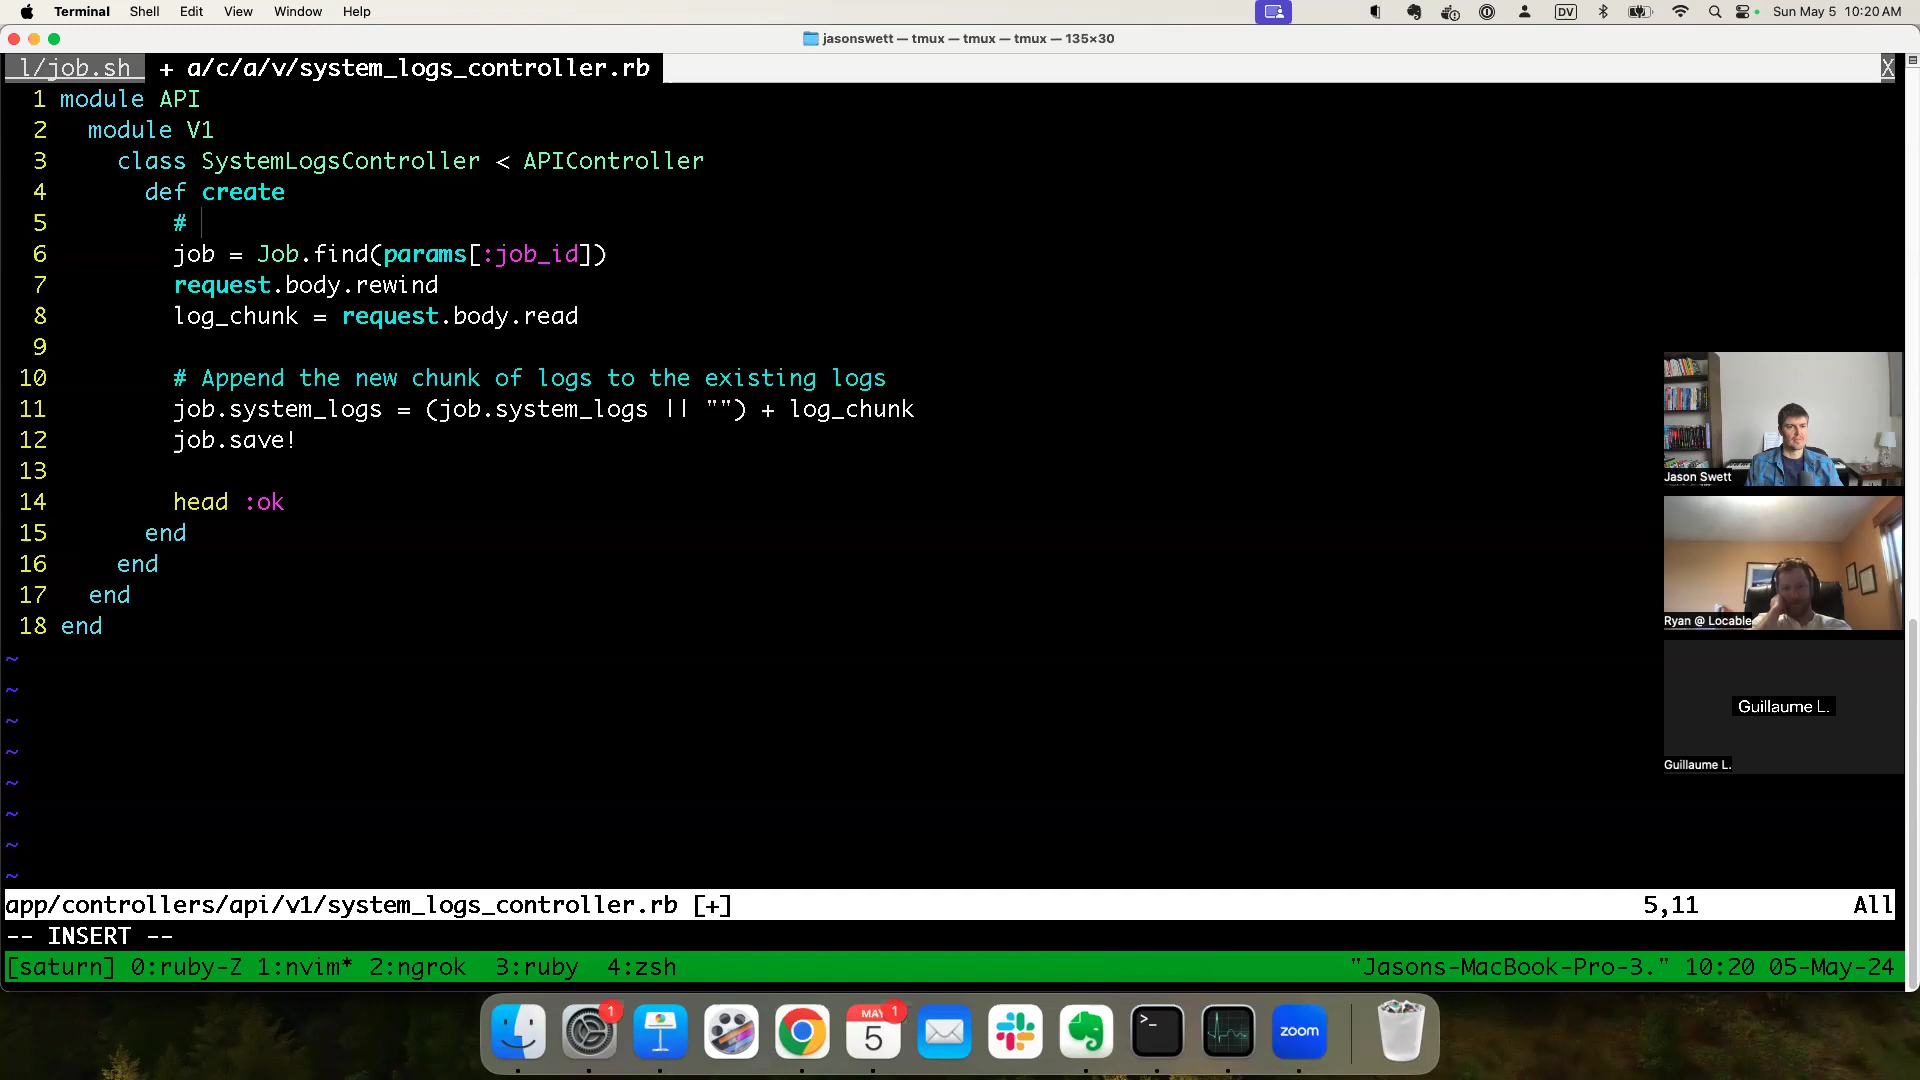 Terminal Shell Edit View Window Help DV Sun May 5 10:20 AM
jasonswett — tmux — tmux — tmux — 135×30
l/job.sh + a/c/a/v/system_logs_controller.rb X
1 module API
2 module V1
3 class SystemLogsController < APIController
4 def create
5 #
6 job = Job.find(params[:job_id])
7 request.body.rewind
8 log_chunk = request.body.read
9
10 # Append the new chunk of logs to the existing logs
11 job.system_logs = (job.system_logs || "") + log_chunk
12 job.save!
13
14 head :ok
15 end
16 end
17 end
18 end
~
~
~
~
~
~
~
~
Jason Swett
Ryan @ Locable
Guillaume L.
Guillaume L.
app/controllers/api/v1/system_logs_controller.rb [+] 5,11 All
-- INSERT --
[saturn] 0:ruby-Z 1:nvim* 2:ngrok 3:ruby 4:zsh "Jasons-MacBook-Pro-3." 10:20 05-May-24
1
MAY 5 1
>_
zoom